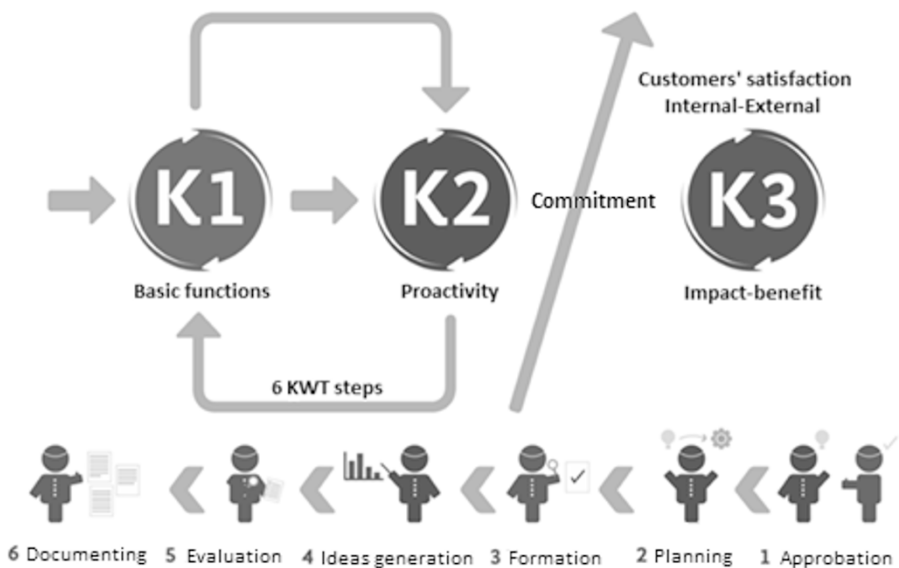 Customers' satisfaction
Internal-External
K1
K2
Commitment
K3
Basic functions
Proactivity
Impact-benefit
6 KWT steps
6 Documenting
5 Evaluation
4 Ideas generation
3 Formation
2 Planning
1 Approbation